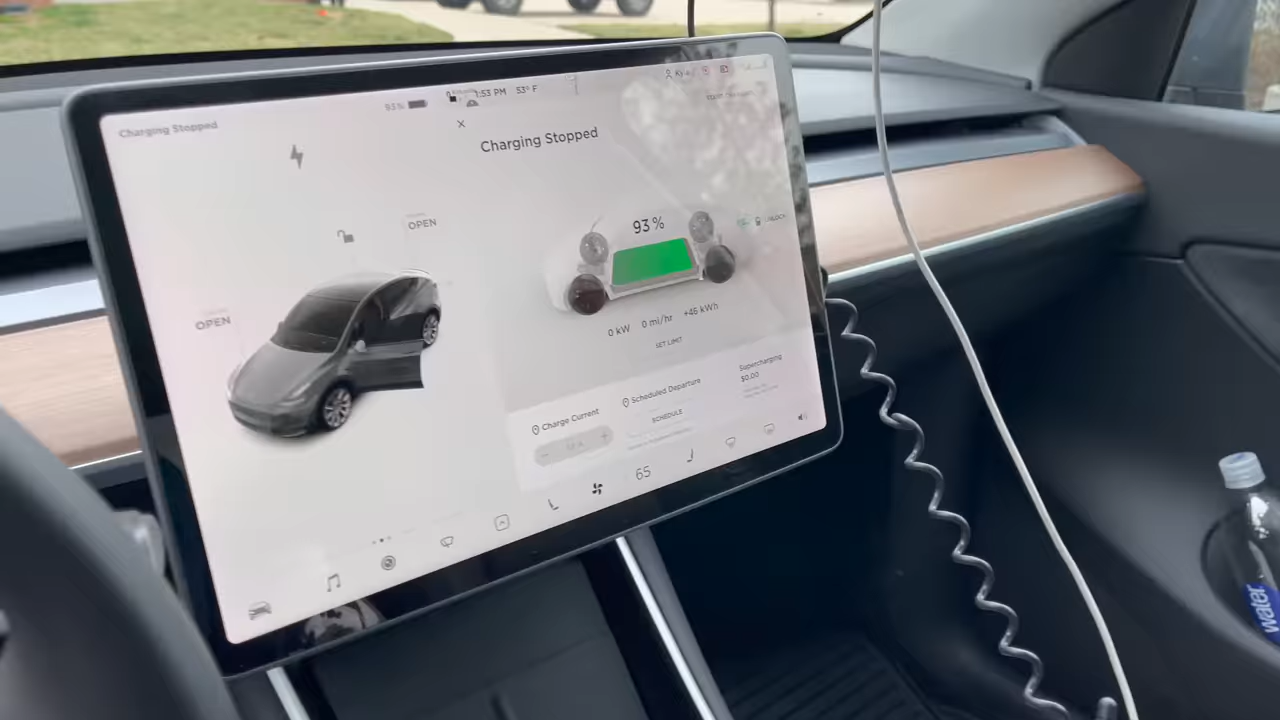 Charging Stopped
93%
1:53 PM
53° F
Charging Stopped
OPEN
OPEN
93 %
0 kW
0 mi/hr
+46 kWh
SET LIMIT
Charge Current
Scheduled Departure
SCHEDULE
Supercharging
$0.00
65
water